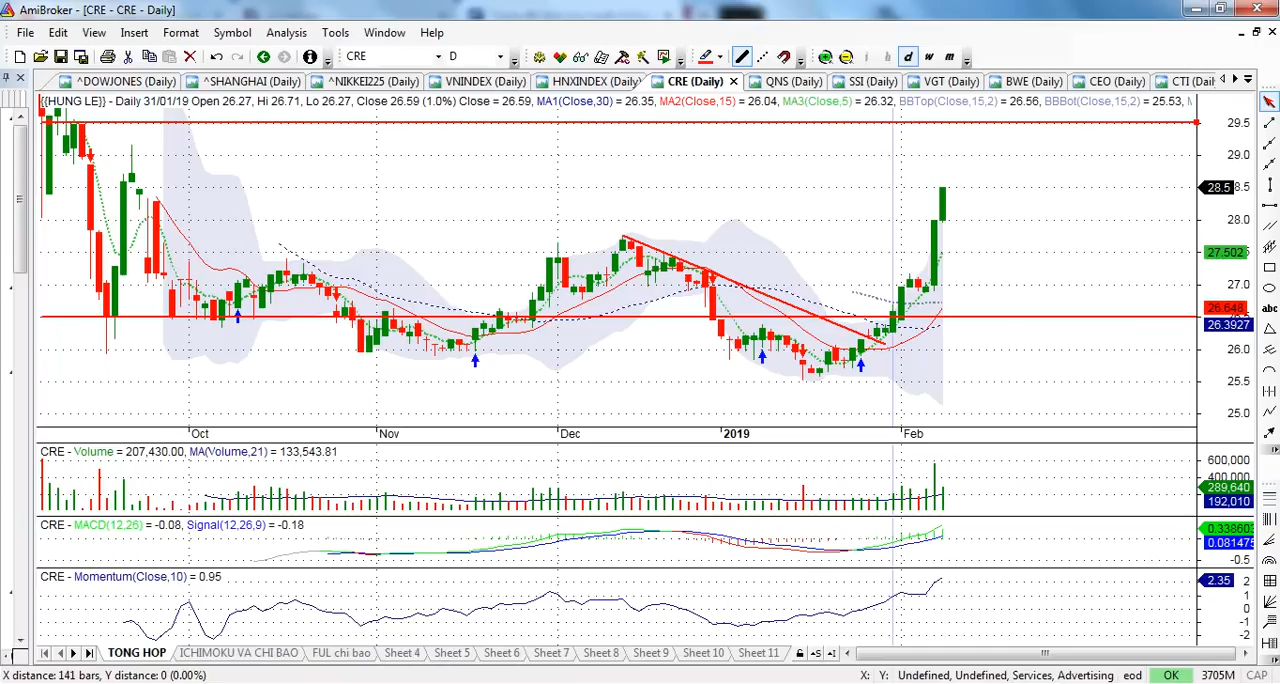 AmiBroker - [CRE - CRE - Daily]
File Edit View Insert Format Symbol Analysis Tools Window Help
CRE D d w m
^DOWJONES (Daily) ^SHANGHAI (Daily) ^NIKKEI225 (Daily) VNINDEX (Daily) HNXINDEX (Daily) CRE (Daily) QNS (Daily) SSI (Daily) VGT (Daily) BWE (Daily) CEO (Daily) CTI (Dai
{{HUNG LE}} - Daily 31/01/19 Open 26.27, Hi 26.71, Lo 26.27, Close 26.59 (1.0%) Close = 26.59, MA1(Close,30) = 26.35, MA2(Close,15) = MA3(Close,5) = 26.32, BBTop(Close,15,2) = 26.56, BBBot(Close,15,2) = 25.53,
29.5
29.0
28.5
28.0
27.502
27.0
26.648
26.3927
26.0
25.5
25.0
Oct Nov Dec 2019 Feb
abc
CRE - Volume = 207,430.00, MA(Volume,21) = 133,543.81
600,000
400,000
289,640
192,010
CRE - MACD(12,26) = -0.08, Signal(12,26,9) = -0.18
0.338603
0.081475
-0.5
CRE - Momentum(Close,10) = 0.95
2.35
1
0
-1
-2
TONG HOP ICHIMOKU VA CHI BAO FUL chi bao Sheet 4 Sheet 5 Sheet 6 Sheet 7 Sheet 8 Sheet 9 Sheet 10 Sheet 11
X distance: 141 bars, Y distance: 0 (0.00%) X: Y: Undefined, Undefined, Services, Advertising eod OK 3705M CAP